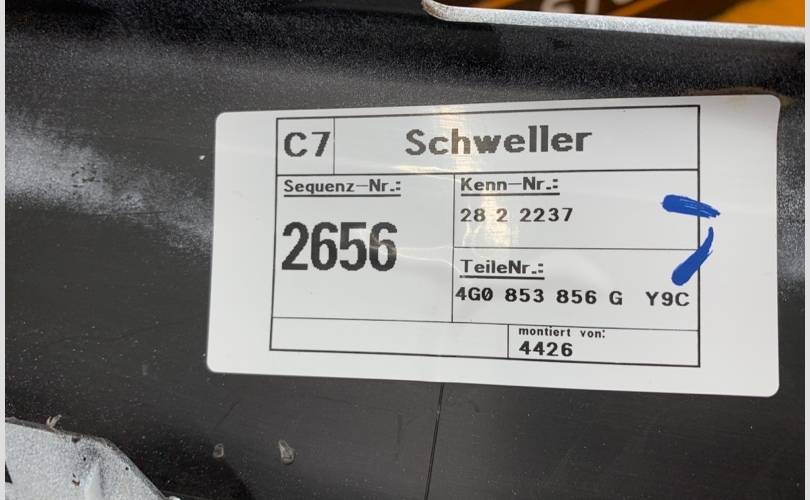 C7 Schweller
Sequenz-Nr.:
2656
Kenn-Nr.:
28 2 2237
TeileNr.:
4G0 853 856 G Y9C
montiert von:
4426